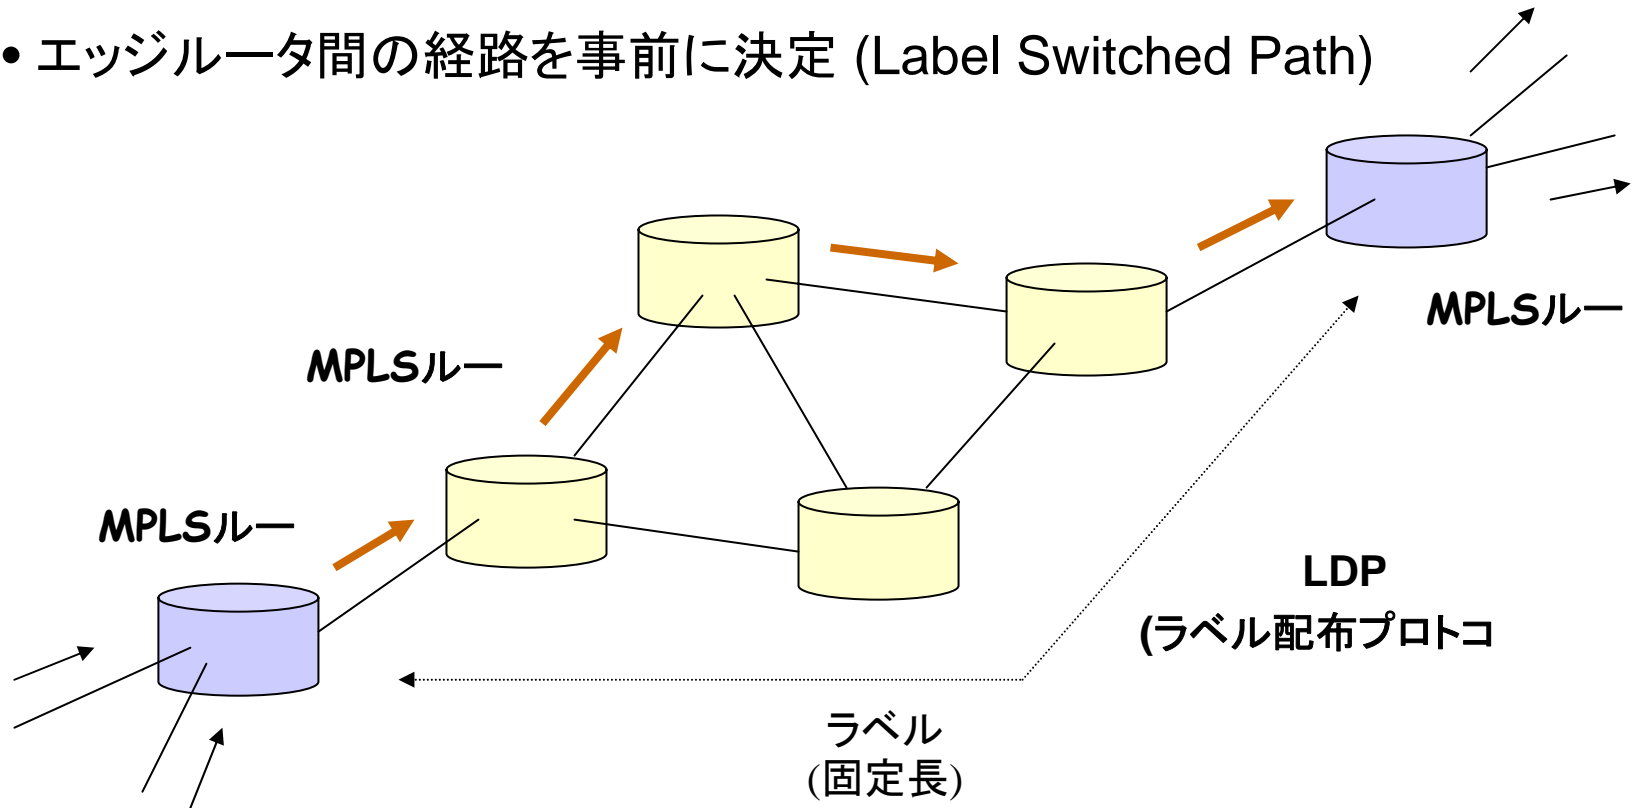 • エッジルータ間の経路を事前に決定 (Label Switched Path)
MPLSルー
MPLSルー
MPLSルー
LDP
(ラベル配布プロトコ
ラベル
(固定長)